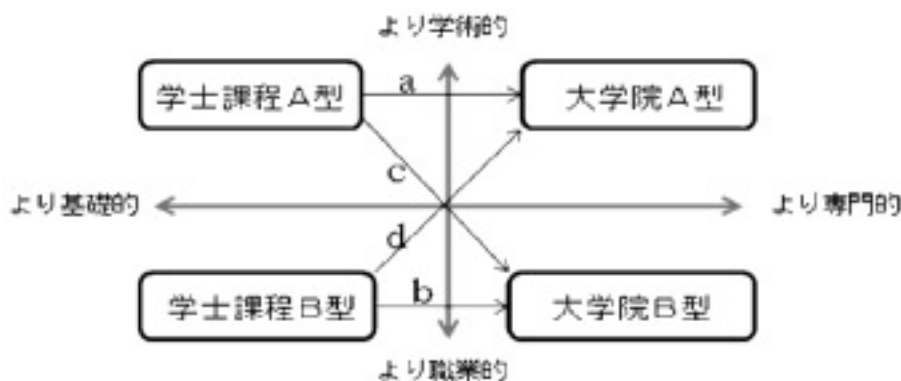 より学術的
学士課程A型
a
大学院A型
c
より基礎的
より専門的
d
学士課程B型
b
大学院B型
より職業的